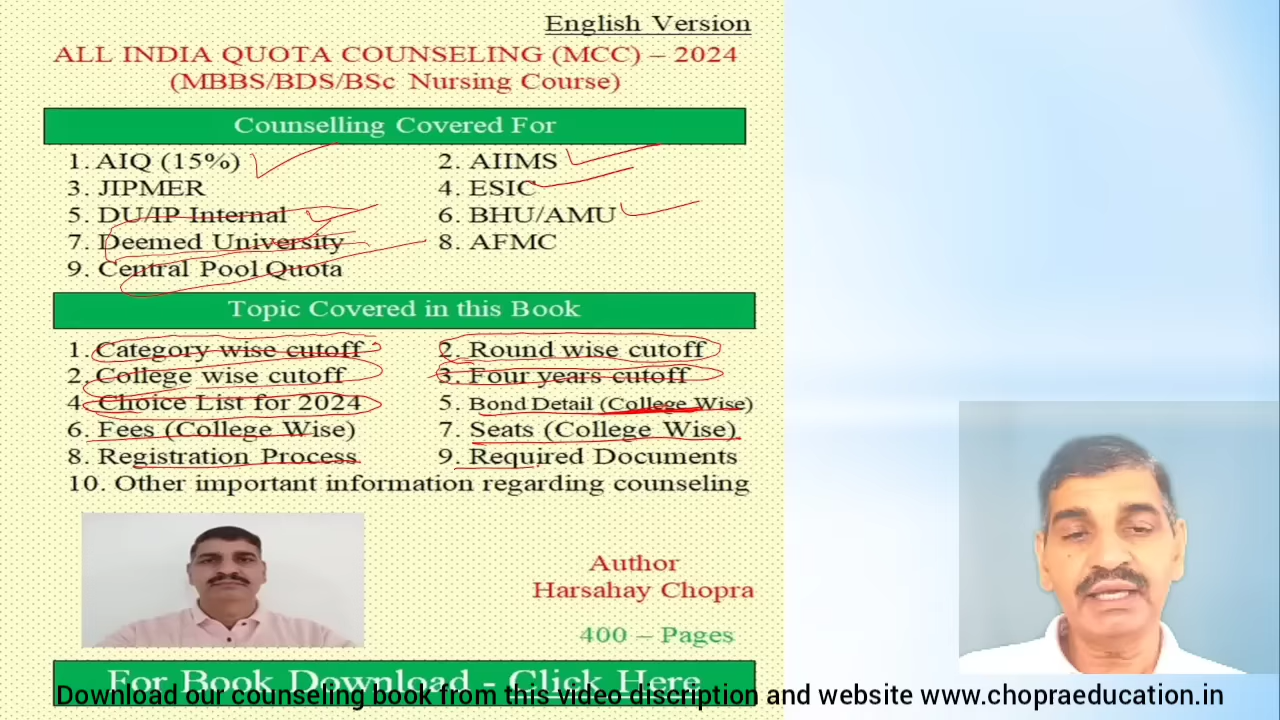 English Version
ALL INDIA QUOTA COUNSELING (MCC) – 2024
(MBBS/BDS/BSc Nursing Course)
Counselling Covered For
1. AIQ (15%) 2. AIIMS
3. JIPMER 4. ESIC
5. DU/IP Internal 6. BHU/AMU
7. Deemed University 8. AFMC
9. Central Pool Quota
Topic Covered in this Book
1. Category wise cutoff 2. Round wise cutoff
2. College wise cutoff 3. Four years cutoff
4. Choice List for 2024 5. Bond Detail (College Wise)
6. Fees (College Wise) 7. Seats (College Wise)
8. Registration Process 9. Required Documents
10. Other important information regarding counseling
Author
Harsahay Chopra
400 – Pages
For Book Download - Click Here
Download our counseling book from this video discription and website www.chopraeducation.in